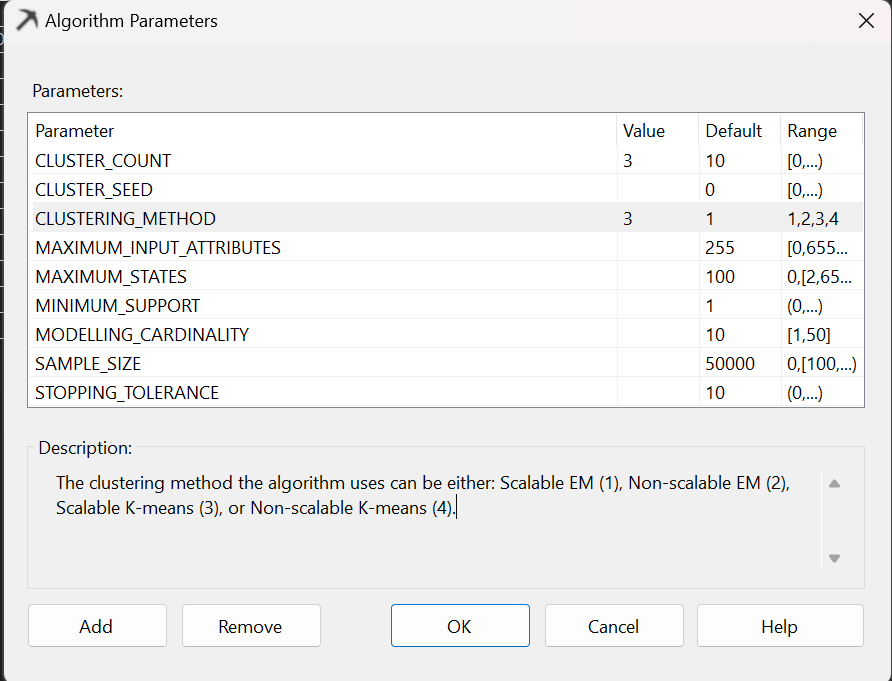 Algorithm Parameters
Parameters:
Parameter Value Default Range
CLUSTER_COUNT 3 10 [0,...)
CLUSTER_SEED 0 [0,...)
CLUSTERING_METHOD 3 1 1,2,3,4
MAXIMUM_INPUT_ATTRIBUTES 255 [0,655...
MAXIMUM_STATES 100 0,[2,65...
MINIMUM_SUPPORT 1 (0,...)
MODELLING_CARDINALITY 10 [1,50]
SAMPLE_SIZE 50000 0,[100,...)
STOPPING_TOLERANCE 10 (0,...)
Description:
The clustering method the algorithm uses can be either: Scalable EM (1), Non-scalable EM (2),
Scalable K-means (3), or Non-scalable K-means (4).
Add Remove OK Cancel Help